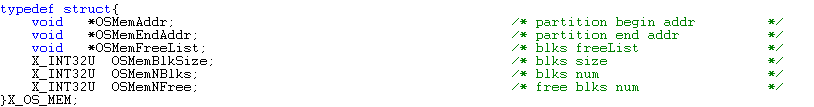 typedef struct{
    void   *OSMemAddr;                                          /* partition begin addr         */
    void   *OSMemEndAddr;                                       /* partition end addr           */
    void   *OSMemFreeList;                                      /* blks freeList                */
    X_INT32U  OSMemBlkSize;                                     /* blks size                    */
    X_INT32U  OSMemNBlks;                                       /* blks num                     */
    X_INT32U  OSMemNFree;                                       /* free blks num                */
}X_OS_MEM;